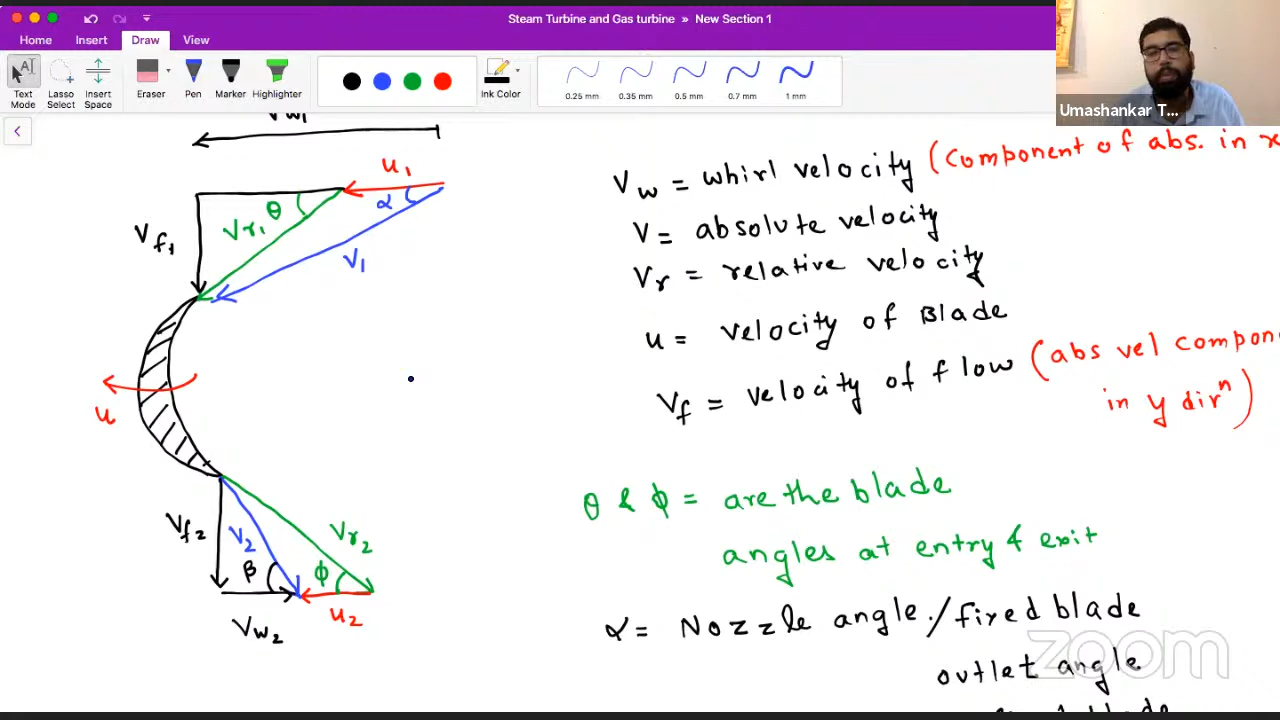 Steam Turbine and Gas turbine » New Section 1
Home Insert Draw View
Text Mode
Lasso Select
Insert Space
Eraser
Pen
Marker
Highlighter
Ink Color
0.25 mm
0.35 mm
0.5 mm
0.7 mm
1 mm
Umashankar T...
Vw1
u1
α
θ
Vr1
Vf1
V1
u
Vf2
V2
Vr2
β
φ
u2
Vw2
Vw = whirl velocity (component of abs. in x
V = absolute velocity
Vr = relative velocity
u = velocity of Blade
Vf = velocity of flow (abs vel compon
in y dirn)
θ & φ = are the blade
angles at entry & exit
α = Nozzle angle./fired blade
outlet angle
blade
zoom